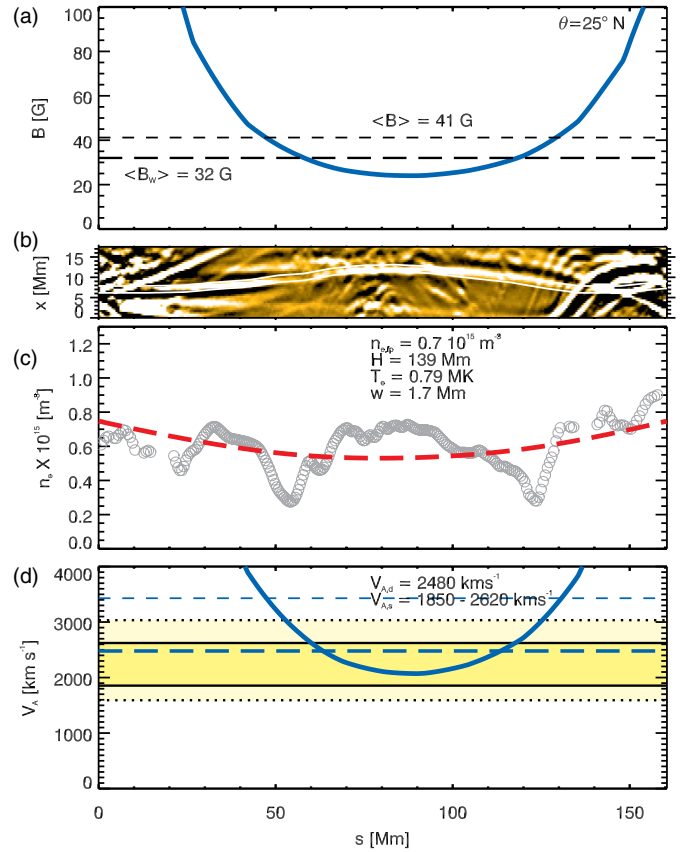 (a)
100
80
60
40
20
0
B [G]
θ=25° N
<B> = 41 G
<B_w> = 32 G
(b)
15
10
5
0
x [Mm]
(c)
1.2
1.0
0.8
0.6
0.4
0.2
0.0
n_e X 10^15 [m^-3]
n_e,fp = 0.7 10^15 m^-3
H = 139 Mm
T_e = 0.79 MK
w = 1.7 Mm
(d)
4000
3000
2000
1000
0
V_A [km s^-1]
V_A,d = 2480 kms^-1
V_A,s = 1850 - 2620 kms^-1
0 50 100 150
s [Mm]